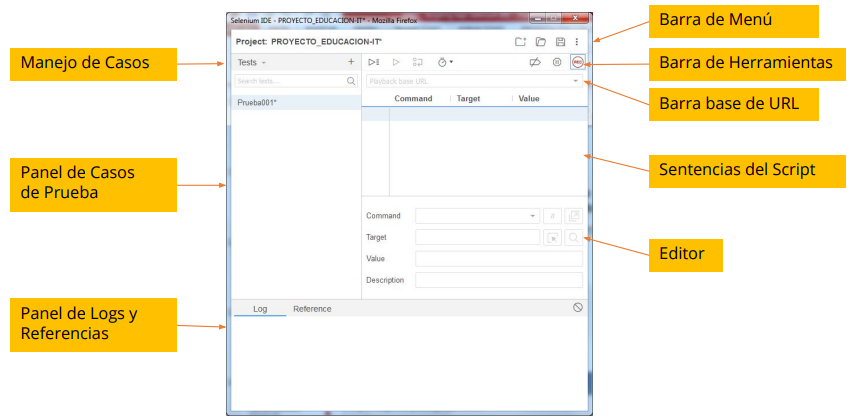 Selenium IDE - PROYECTO_EDUCACION-IT* - Mozilla Firefox
Project: PROYECTO_EDUCACION-IT*
Tests
Search tests...
Prueba001*
REC
Playback base URL
Command Target Value
Command
Target
Value
Description
//
Log Reference
Manejo de Casos
Panel de Casos
de Prueba
Panel de Logs y
Referencias
Barra de Menú
Barra de Herramientas
Barra base de URL
Sentencias del Script
Editor